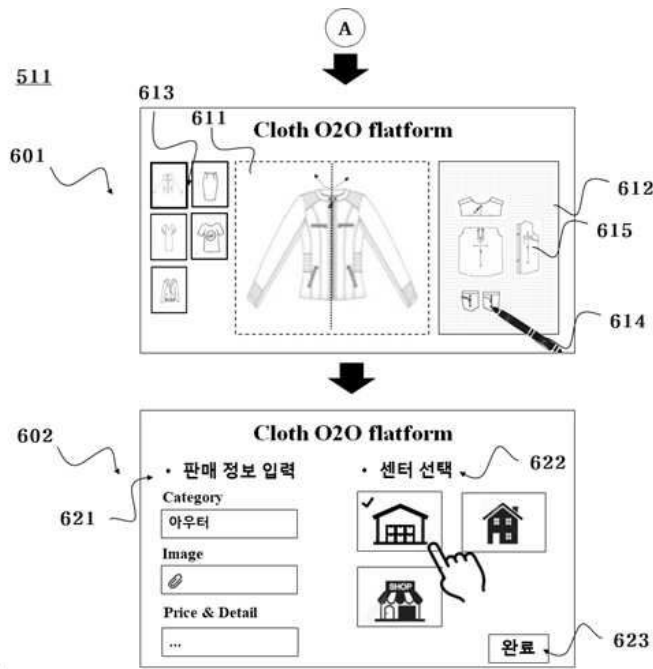 A
511
613
611
Cloth O2O flatform
601
612
615
614
602
Cloth O2O flatform
• 판매 정보 입력
• 센터 선택
622
621
Category
아우터
Image
Price & Detail
...
SHOP
완료
623